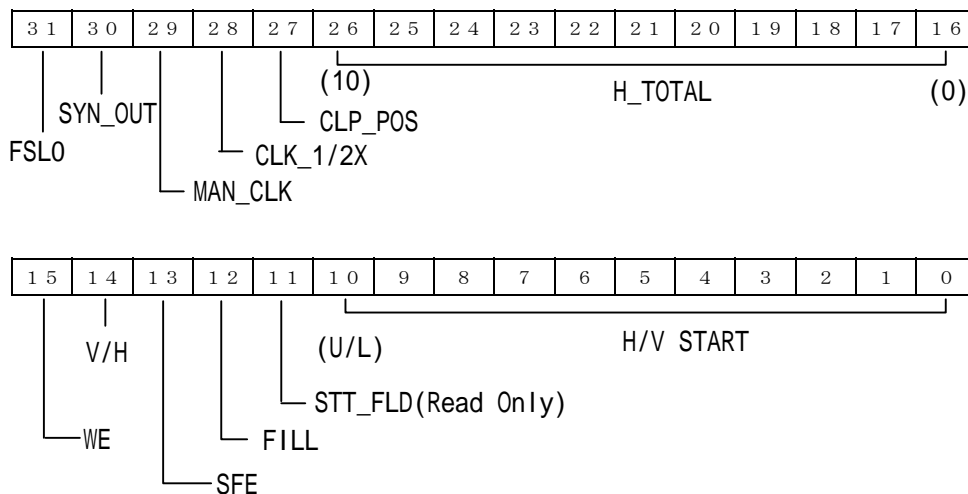 31 30 29 28 27 26 25 24 23 22 21 20 19 18 17 16
(10) H_TOTAL (0)
SYN_OUT CLP_POS
FSL0 CLK_1/2X
MAN_CLK
15 14 13 12 11 10 9 8 7 6 5 4 3 2 1 0
V/H (U/L) H/V START
STT_FLD(Read Only)
WE FILL
SFE